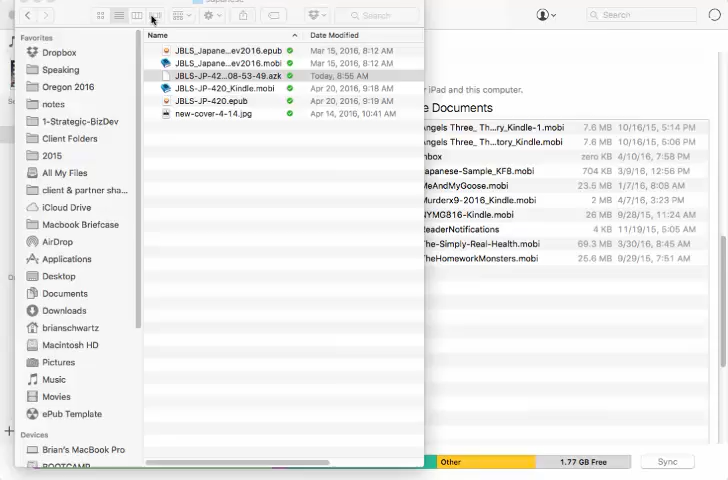 Japanese
Search
Search
Favorites
Dropbox
Speaking
Oregon 2016
notes
1-Strategic-BizDev
Client Folders
2015
All My Files
client & partner sha...
iCloud Drive
Macbook Briefcase
AirDrop
Applications
Desktop
Documents
Downloads
brianschwartz
Macintosh HD
Pictures
Music
Movies
ePub Template
Devices
Brian's MacBook Pro
BOOTCAMP
Name Date Modified
JBLS_Japane...ev2016.epub Mar 15, 2016, 8:12 AM
JBLS_Japane...ev2016.mobi Mar 15, 2016, 8:12 AM
JBLS-JP-42...08-53-49.azk Today, 8:55 AM
JBLS-JP-420_Kindle.mobi Apr 20, 2016, 9:18 AM
JBLS-JP-420.epub Apr 20, 2016, 9:19 AM
new-cover-4-14.jpg Apr 14, 2016, 10:41 AM
r iPad and this computer.
e Documents
Angels Three_ Th...ry_Kindle-1.mobi 7.6 MB 10/16/15, 5:14 PM
Angels Three_ Th...tory_Kindle.mobi 7.6 MB 10/16/15, 5:06 PM
nbox zero KB 4/10/16, 7:58 PM
Japanese-Sample_KF8.mobi 704 KB 3/9/16, 12:58 PM
MeAndMyGoose.mobi 23.5 MB 1/7/16, 8:08 AM
Murderx9-2016_kindle.mobi 2 MB 4/7/16, 3:23 PM
NYMG816-Kindle.mobi 26 MB 9/28/15, 11:24 AM
ReaderNotifications 4 KB 11/19/15, 5:05 AM
The-Simply-Real-Health.mobi 69.3 MB 3/30/16, 8:45 AM
TheHomeworkMonsters.mobi 25.6 MB 9/29/15, 7:51 AM
Other 1.77 GB Free Sync